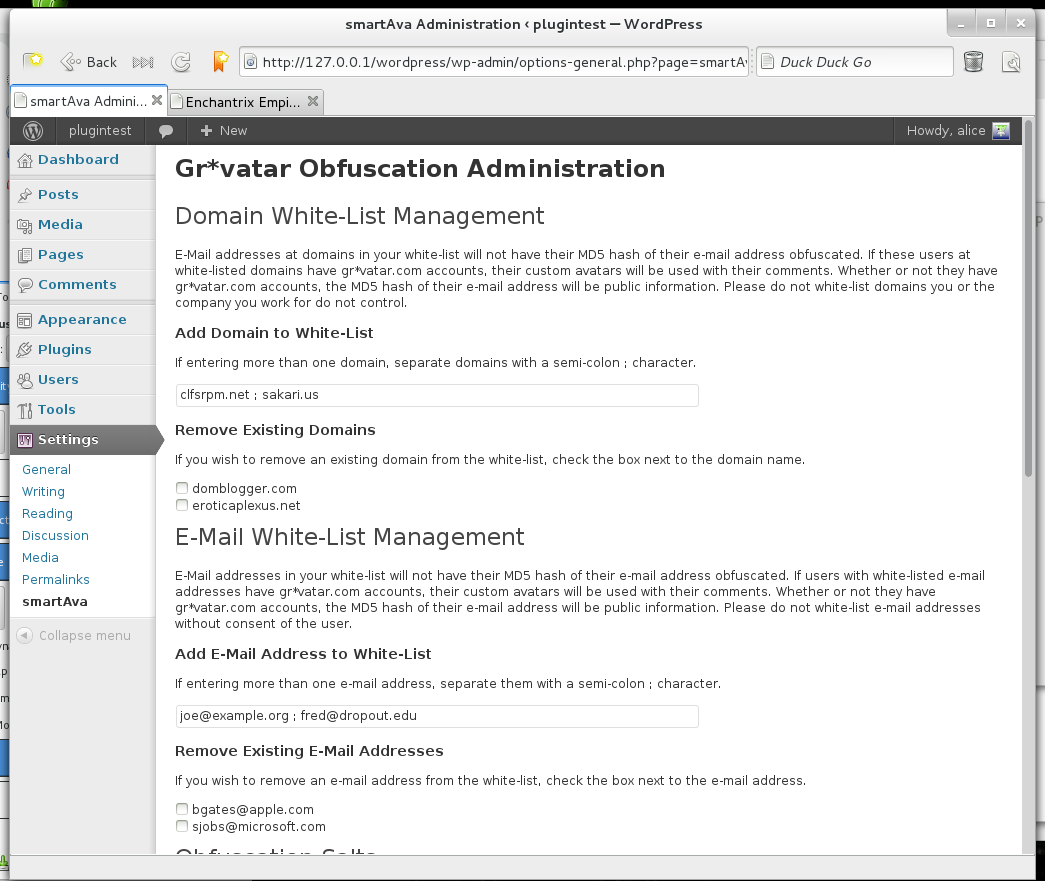 smartAva Administration ‹ plugintest — WordPress
Back
http://127.0.0.1/wordpress/wp-admin/options-general.php?page=smartAv
Duck Duck Go
smartAva Admini...
Enchantrix Empi...
plugintest
New
Howdy, alice
Dashboard
Posts
Media
Pages
Comments
Appearance
Plugins
Users
Tools
Settings
General
Writing
Reading
Discussion
Media
Permalinks
smartAva
Collapse menu
Gr*vatar Obfuscation Administration
Domain White-List Management
E-Mail addresses at domains in your white-list will not have their MD5 hash of their e-mail address obfuscated. If these users at
white-listed domains have gr*vatar.com accounts, their custom avatars will be used with their comments. Whether or not they have
gr*vatar.com accounts, the MD5 hash of their e-mail address will be public information. Please do not white-list domains you or the
company you work for do not control.
Add Domain to White-List
If entering more than one domain, separate domains with a semi-colon ; character.
clfsrpm.net ; sakari.us
Remove Existing Domains
If you wish to remove an existing domain from the white-list, check the box next to the domain name.
domblogger.com
eroticaplexus.net
E-Mail White-List Management
E-Mail addresses in your white-list will not have their MD5 hash of their e-mail address obfuscated. If users with white-listed e-mail
addresses have gr*vatar.com accounts, their custom avatars will be used with their comments. Whether or not they have
gr*vatar.com accounts, the MD5 hash of their e-mail address will be public information. Please do not white-list e-mail addresses
without consent of the user.
Add E-Mail Address to White-List
If entering more than one e-mail address, separate them with a semi-colon ; character.
joe@example.org ; fred@dropout.edu
Remove Existing E-Mail Addresses
If you wish to remove an e-mail address from the white-list, check the box next to the e-mail address.
bgates@apple.com
sjobs@microsoft.com
Obfuscation Salts